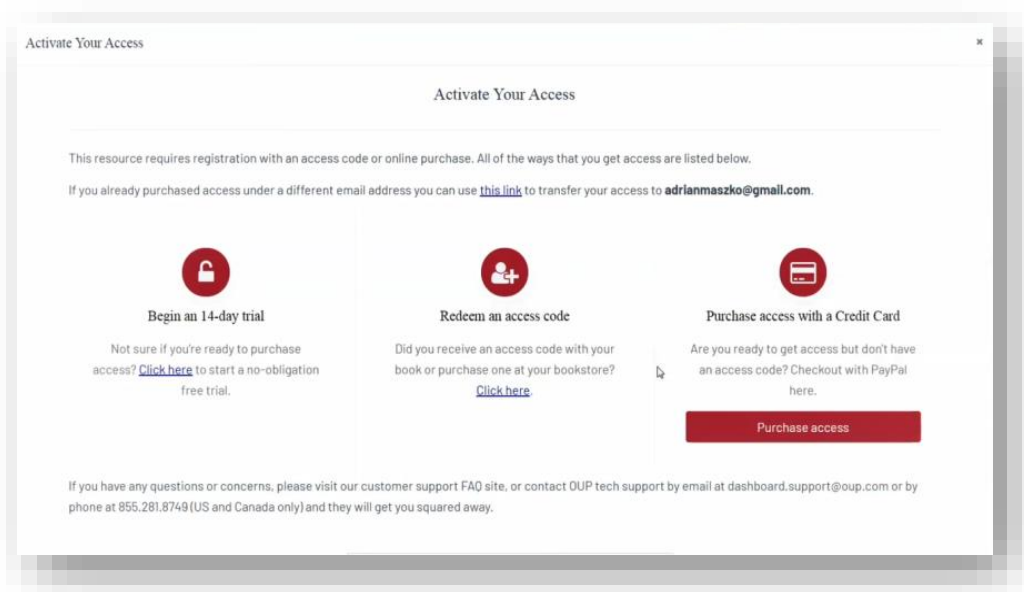 Activate Your Access
×
Activate Your Access
This resource requires registration with an access code or online purchase. All of the ways that you get access are listed below.
If you already purchased access under a different email address you can use this link to transfer your access to adrianmaszko@gmail.com.
Begin an 14-day trial
Not sure if you're ready to purchase
access? Click here to start a no-obligation
free trial.
Redeem an access code
Did you receive an access code with your
book or purchase one at your bookstore?
Click here.
Purchase access with a Credit Card
Are you ready to get access but don't have
an access code? Checkout with PayPal
here.
Purchase access
If you have any questions or concerns, please visit our customer support FAQ site, or contact OUP tech support by email at dashboard.support@oup.com or by
phone at 855.281.8749 (US and Canada only) and they will get you squared away.